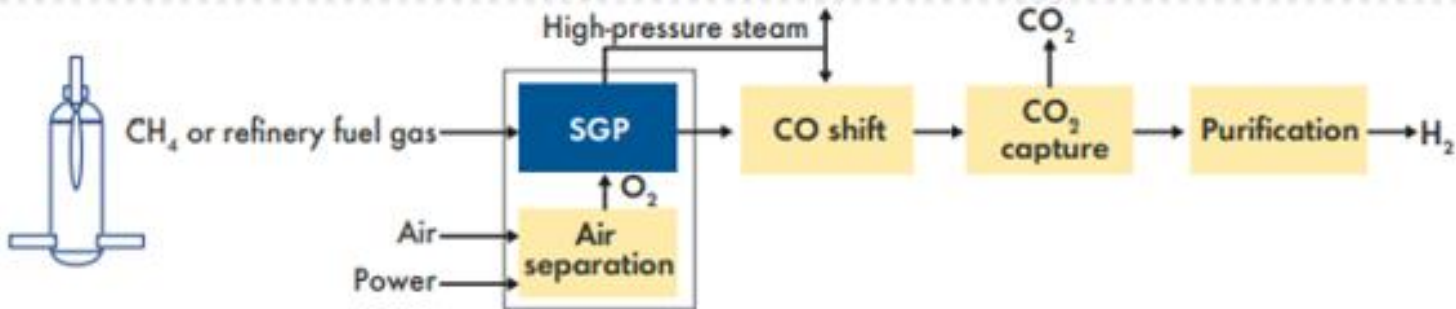 High-pressure steam
CO₂
CH₄ or refinery fuel gas
SGP
CO shift
CO₂
capture
Purification
H₂
O₂
Air
Air
separation
Power